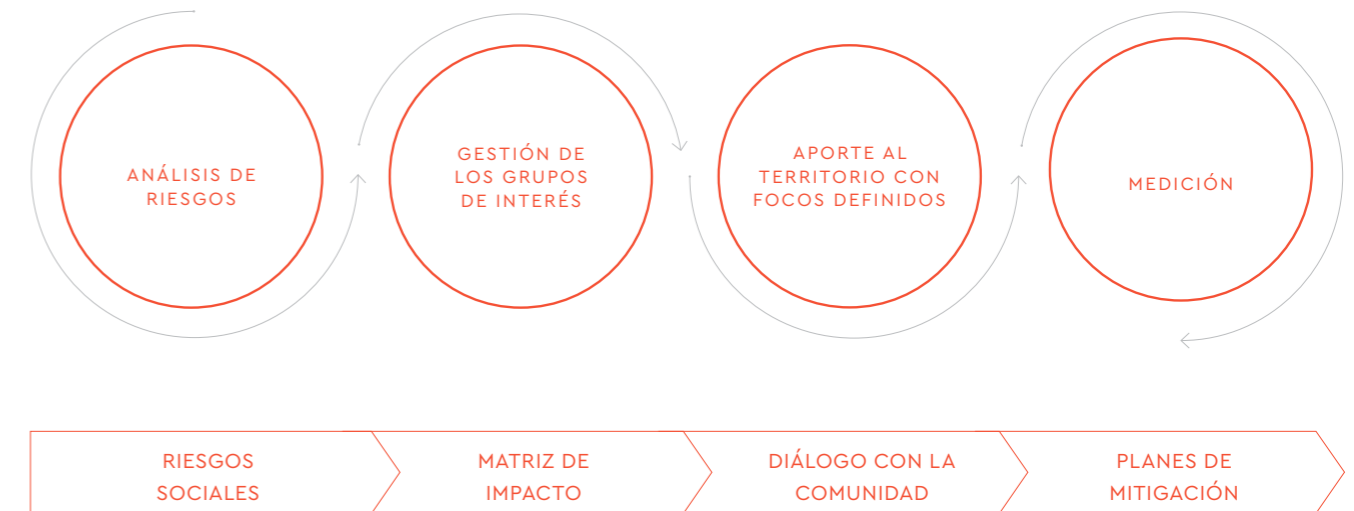 ANÁLISIS DE
RIESGOS
GESTIÓN DE
LOS GRUPOS
DE INTERÉS
APORTE AL
TERRITORIO CON
FOCOS DEFINIDOS
MEDICIÓN
RIESGOS
SOCIALES
MATRIZ DE
IMPACTO
DIÁLOGO CON LA
COMUNIDAD
PLANES DE
MITIGACIÓN